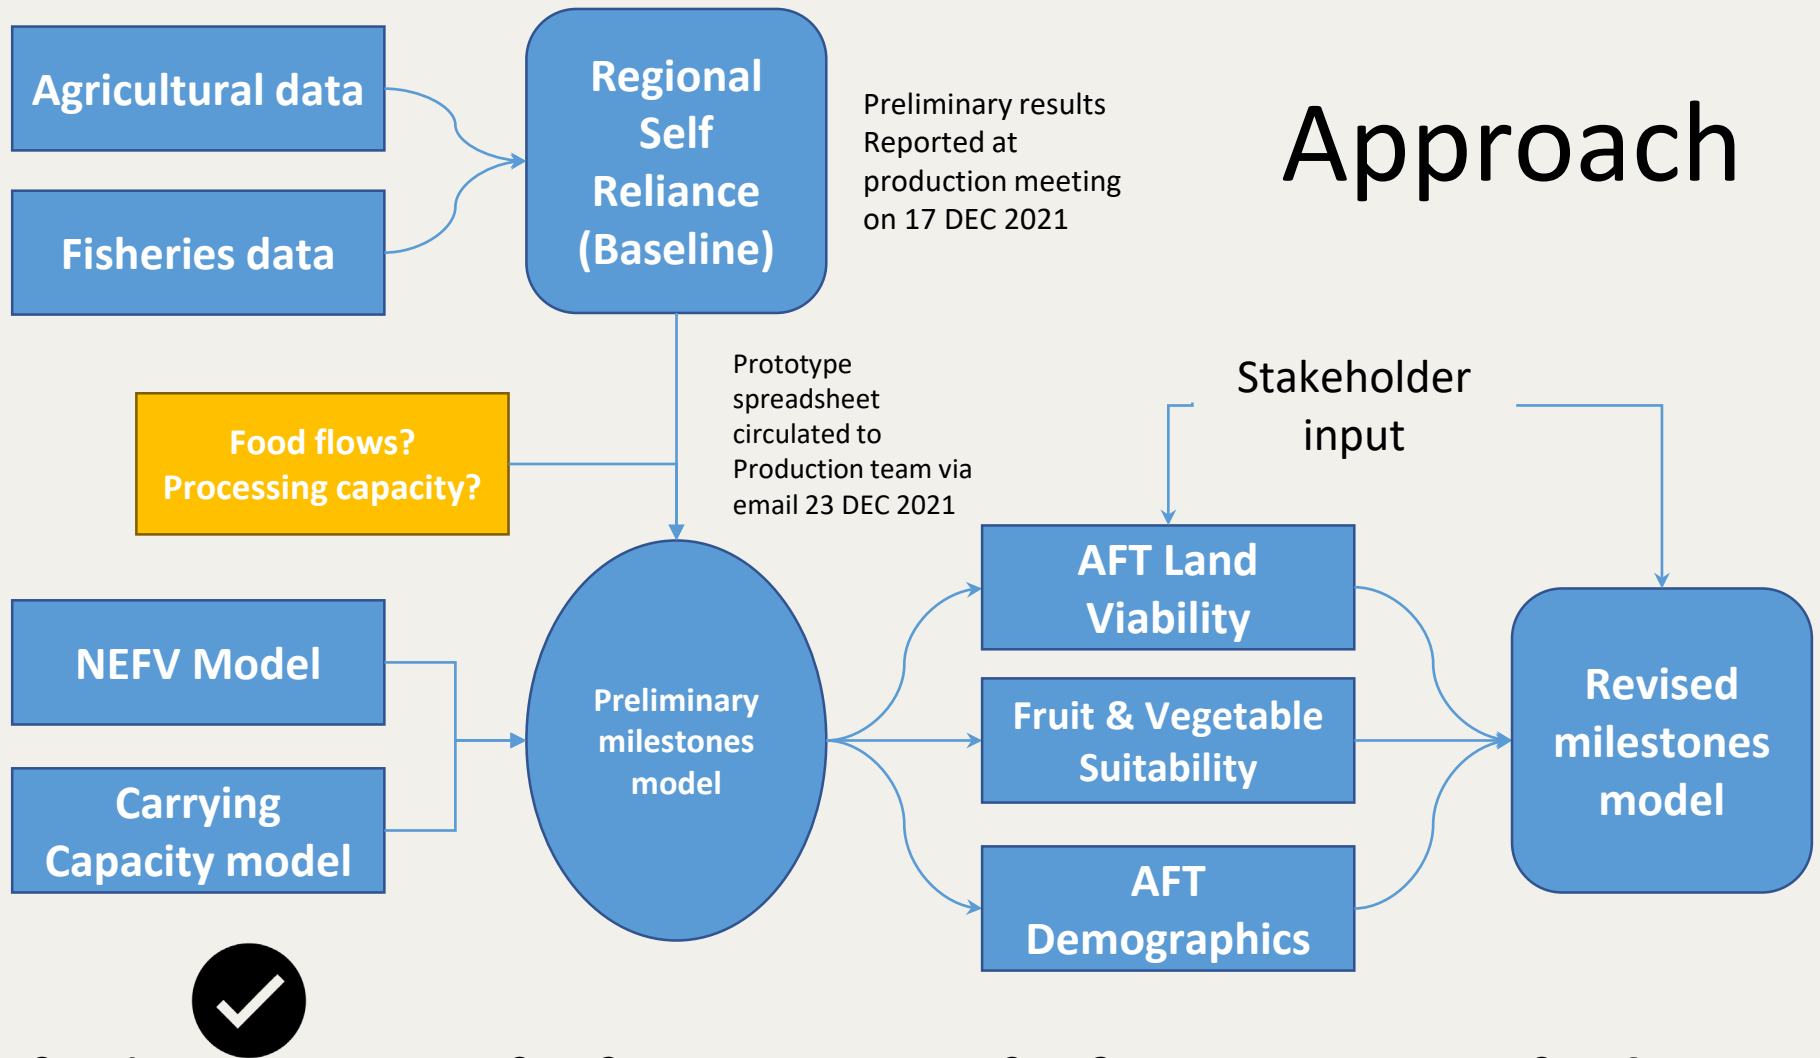 Approach
Agricultural data
Fisheries data
Regional
Self
Reliance
(Baseline)
Preliminary results
Reported at
production meeting
on 17 DEC 2021
Food flows?
Processing capacity?
Prototype
spreadsheet
circulated to
Production team via
email 23 DEC 2021
Stakeholder
input
NEFV Model
Carrying
Capacity model
Preliminary
milestones
model
AFT Land
Viability
Fruit & Vegetable
Suitability
AFT
Demographics
Revised
milestones
model